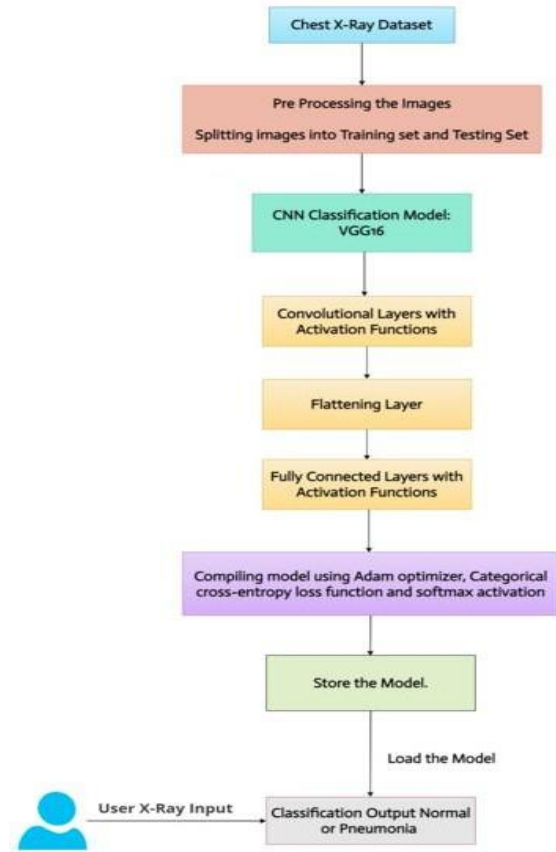 Chest X-Ray Dataset
Pre Processing the Images
Splitting images into Training set and Testing Set
CNN Classification Model:
VGG16
Convolutional Layers with
Activation Functions
Flattening Layer
Fully Connected Layers with
Activation Functions
Compiling model using Adam optimizer, Categorical
cross-entropy loss function and softmax activation
Store the Model.
Load the Model
User X-Ray Input
Classification Output Normal
or Pneumonia